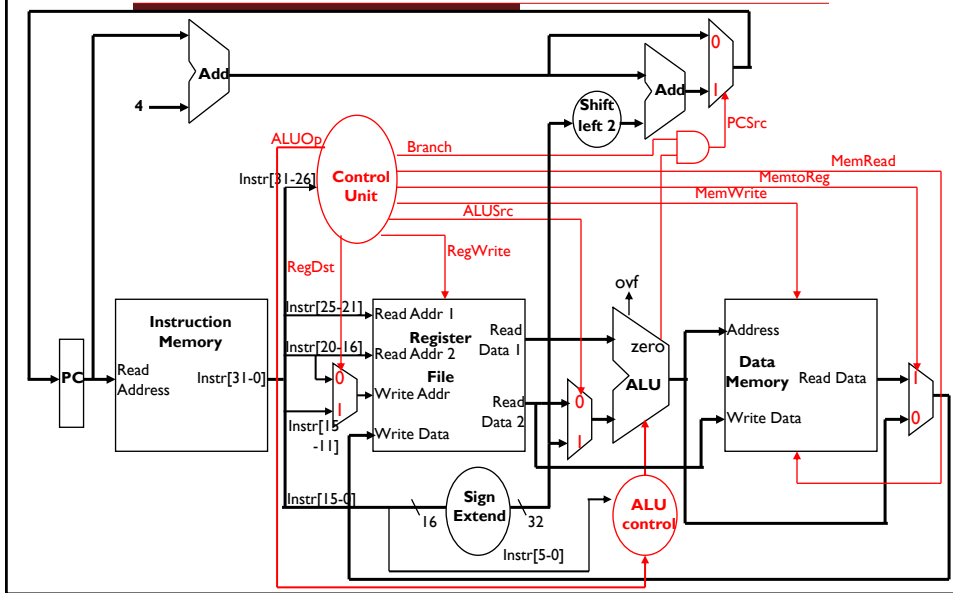 Add
4
Shift
left 2
Add
0
1
PCSrc
ALUOp
Branch
MemRead
Instr[31-26]
Control
Unit
MemtoReg
MemWrite
ALUSrc
RegWrite
RegDst
ovf
Instruction
Memory
PC
Read
Address
Instr[31-0]
Instr[25-21]
Read Addr 1
Instr[20-16]
Read Addr 2
Register
File
Read
Data 1
0
1
Write Addr
Instr[15
-11]
Write Data
Read
Data 2
0
1
zero
ALU
Address
Data
Memory
Read Data
Write Data
1
0
Instr[15-0]
16
Sign
Extend
32
ALU
control
Instr[5-0]